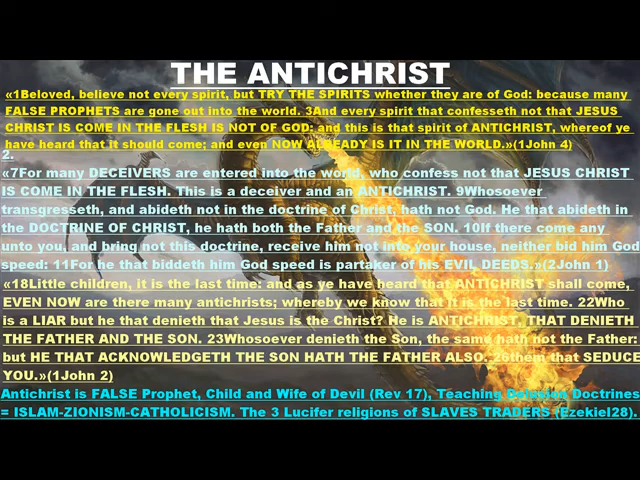 THE ANTICHRIST
«1Beloved, believe not every spirit, but TRY THE SPIRITS whether they are of God: because many
FALSE PROPHETS are gone out into the world. 3And every spirit that confesseth not that JESUS
CHRIST IS COME IN THE FLESH IS NOT OF GOD: and this is that spirit of ANTICHRIST, whereof ye
have heard that it should come; and even NOW ALREADY IS IT IN THE WORLD.»(1John 4)
2.
«7For many DECEIVERS are entered into the world, who confess not that JESUS CHRIST
IS COME IN THE FLESH. This is a deceiver and an ANTICHRIST. 9Whosoever
transgresseth, and abideth not in the doctrine of Christ, hath not God. He that abideth in
the DOCTRINE OF CHRIST, he hath both the Father and the SON. 10If there come any
unto you, and bring not this doctrine, receive him not into your house, neither bid him God
speed: 11For he that biddeth him God speed is partaker of his EVIL DEEDS.»(2John 1)
«18Little children, it is the last time: and as ye have heard that ANTICHRIST shall come,
EVEN NOW are there many antichrists; whereby we know that it is the last time. 22Who
is a LIAR but he that denieth that Jesus is the Christ? He is ANTICHRIST, THAT DENIETH
THE FATHER AND THE SON. 23Whosoever denieth the Son, the same hath not the Father:
but HE THAT ACKNOWLEDGETH THE SON HATH THE FATHER ALSO. 26them that SEDUCE
YOU.»(1John 2)
Antichrist is FALSE Prophet, Child and Wife of Devil (Rev 17), Teaching Delusion Doctrines
= ISLAM-ZIONISM-CATHOLICISM. The 3 Lucifer religions of SLAVES TRADERS (Ezekiel28).